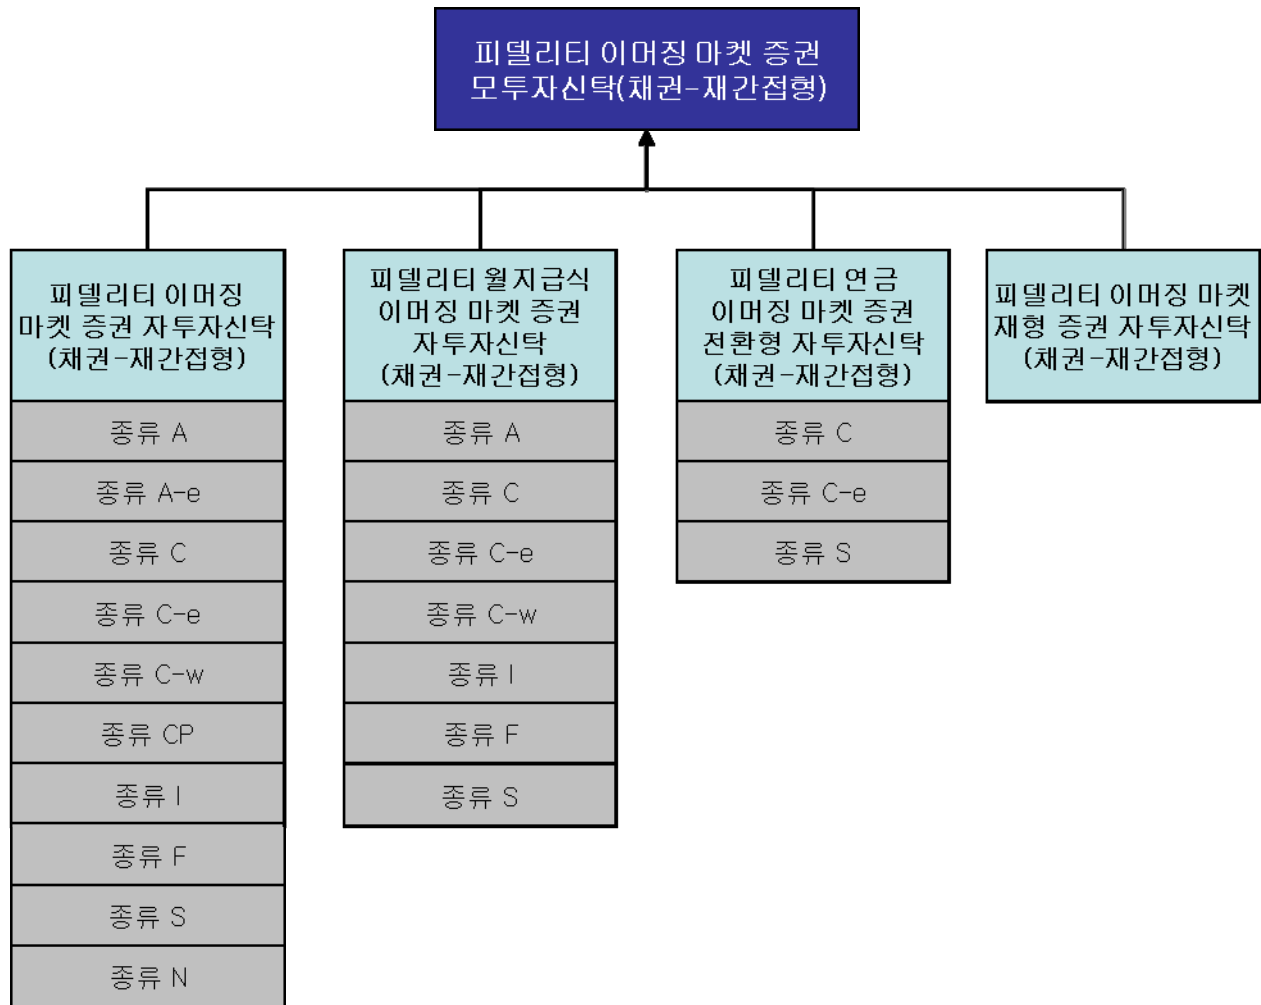 피델리티 이머징 마켓 증권
모투자신탁(채권-재간접형)
피델리티 이머징
마켓 증권 자투자신탁
(채권-재간접형)
종류 A
종류 A-e
종류 C
종류 C-e
종류 C-w
종류 CP
종류 I
종류 F
종류 S
종류 N
피델리티 월지급식
이머징 마켓 증권
자투자신탁
(채권-재간접형)
종류 A
종류 C
종류 C-e
종류 C-w
종류 I
종류 F
종류 S
피델리티 연금
이머징 마켓 증권
전환형 자투자신탁
(채권-재간접형)
종류 C
종류 C-e
종류 S
피델리티 이머징 마켓
재형 증권 자투자신탁
(채권-재간접형)